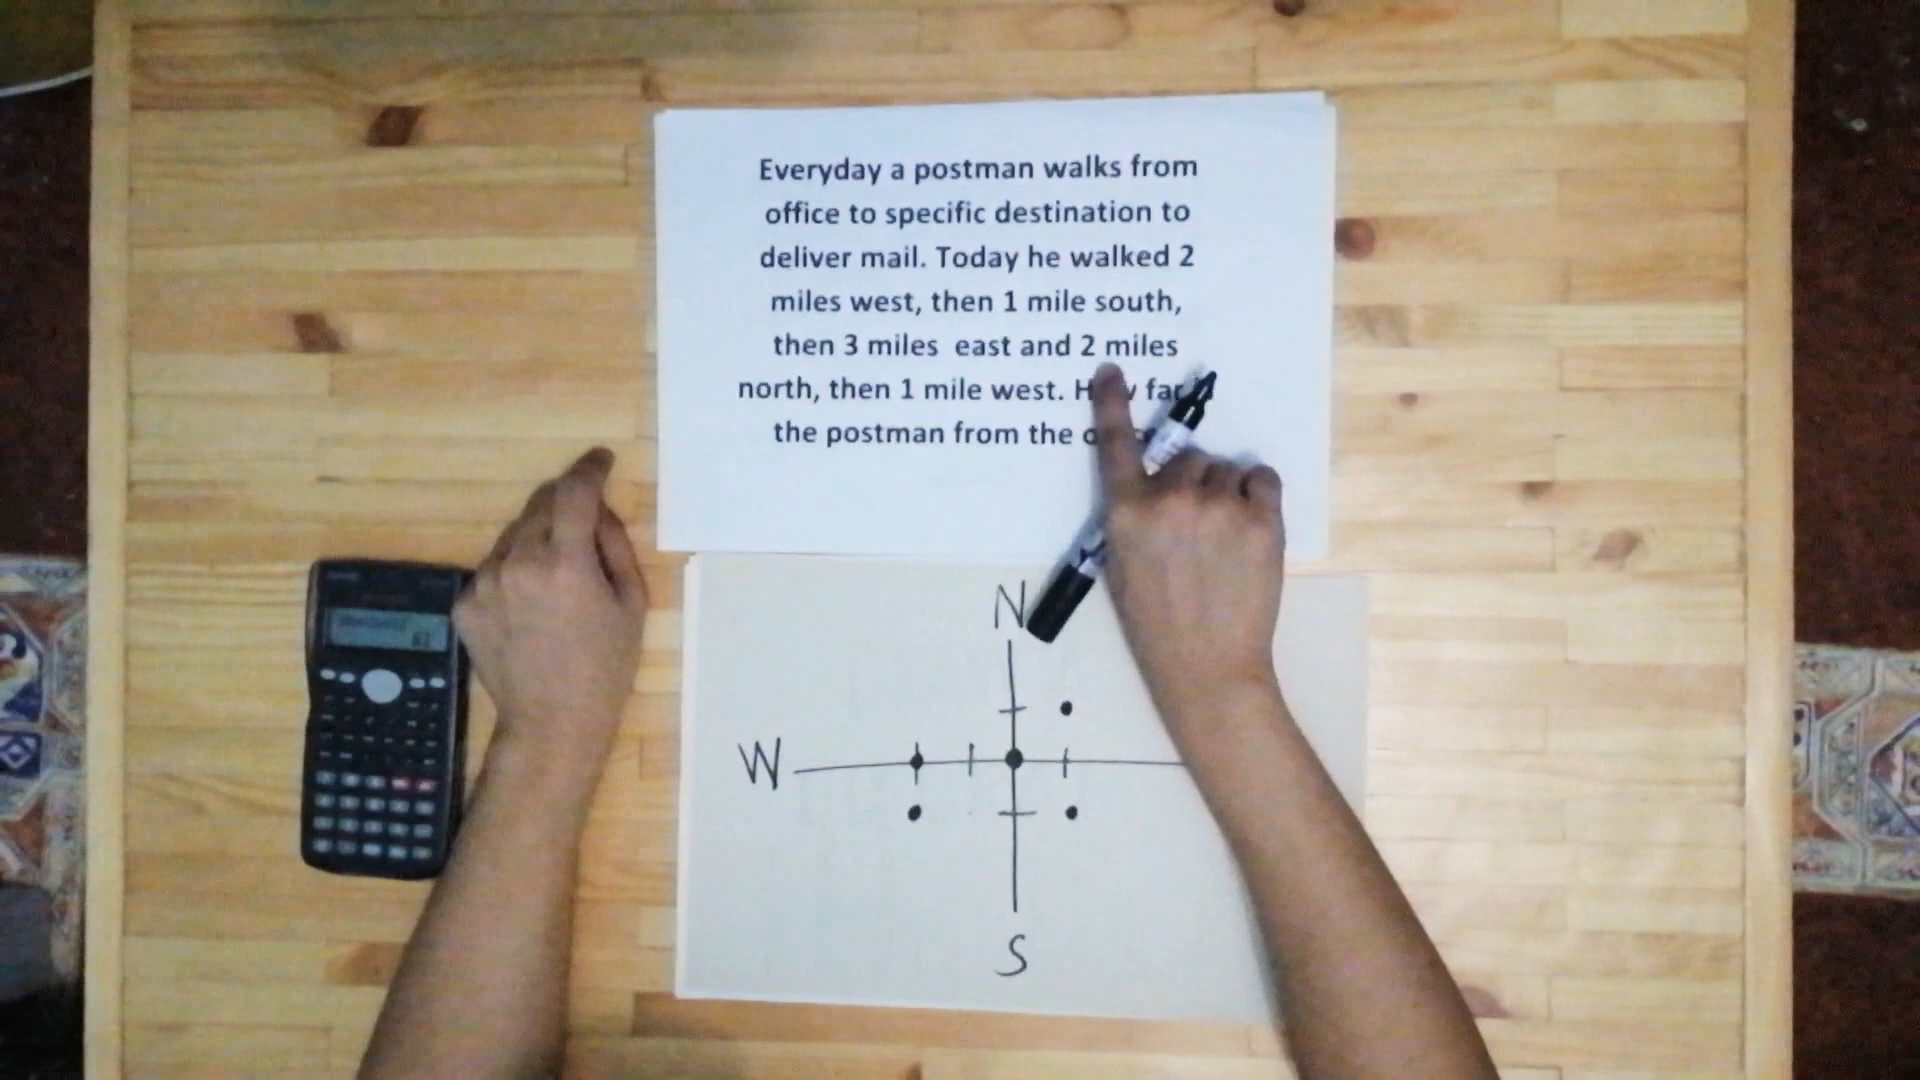 Everyday a postman walks from
office to specific destination to
deliver mail. Today he walked 2
miles west, then 1 mile south,
then 3 miles east and 2 miles
north, then 1 mile west. far
the postman from the
N
W
S